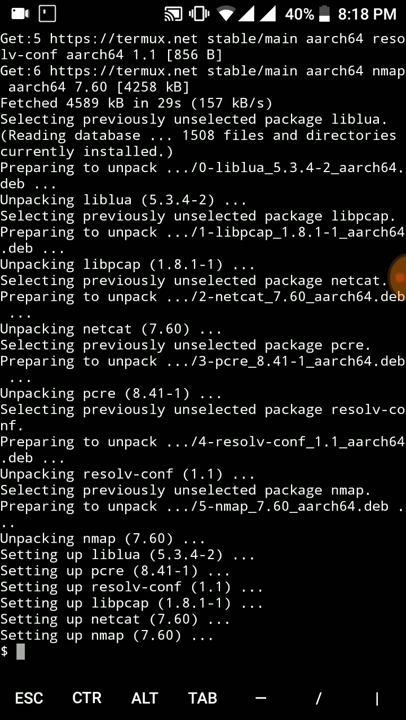 40% 8:18 PM
Get:5 https://termux.net stable/main aarch64 reso
lv-conf aarch64 1.1 [856 B]
Get:6 https://termux.net stable/main aarch64 nmap
 aarch64 7.60 [4258 kB]
Fetched 4589 kB in 29s (157 kB/s)
Selecting previously unselected package liblua.
(Reading database ... 1508 files and directories
currently installed.)
Preparing to unpack .../0-liblua_5.3.4-2_aarch64.
deb ...
Unpacking liblua (5.3.4-2) ...
Selecting previously unselected package libpcap.
Preparing to unpack .../1-libpcap_1.8.1-1_aarch64
.deb ...
Unpacking libpcap (1.8.1-1) ...
Selecting previously unselected package netcat.
Preparing to unpack .../2-netcat_7.60_aarch64.deb
 ...
Unpacking netcat (7.60) ...
Selecting previously unselected package pcre.
Preparing to unpack .../3-pcre_8.41-1_aarch64.deb
 ...
Unpacking pcre (8.41-1) ...
Selecting previously unselected package resolv-co
nf.
Preparing to unpack .../4-resolv-conf_1.1_aarch64
.deb ...
Unpacking resolv-conf (1.1) ...
Selecting previously unselected package nmap.
Preparing to unpack .../5-nmap_7.60_aarch64.deb .
..
Unpacking nmap (7.60) ...
Setting up liblua (5.3.4-2) ...
Setting up pcre (8.41-1) ...
Setting up resolv-conf (1.1) ...
Setting up libpcap (1.8.1-1) ...
Setting up netcat (7.60) ...
Setting up nmap (7.60) ...
$
ESC CTR ALT TAB — / |